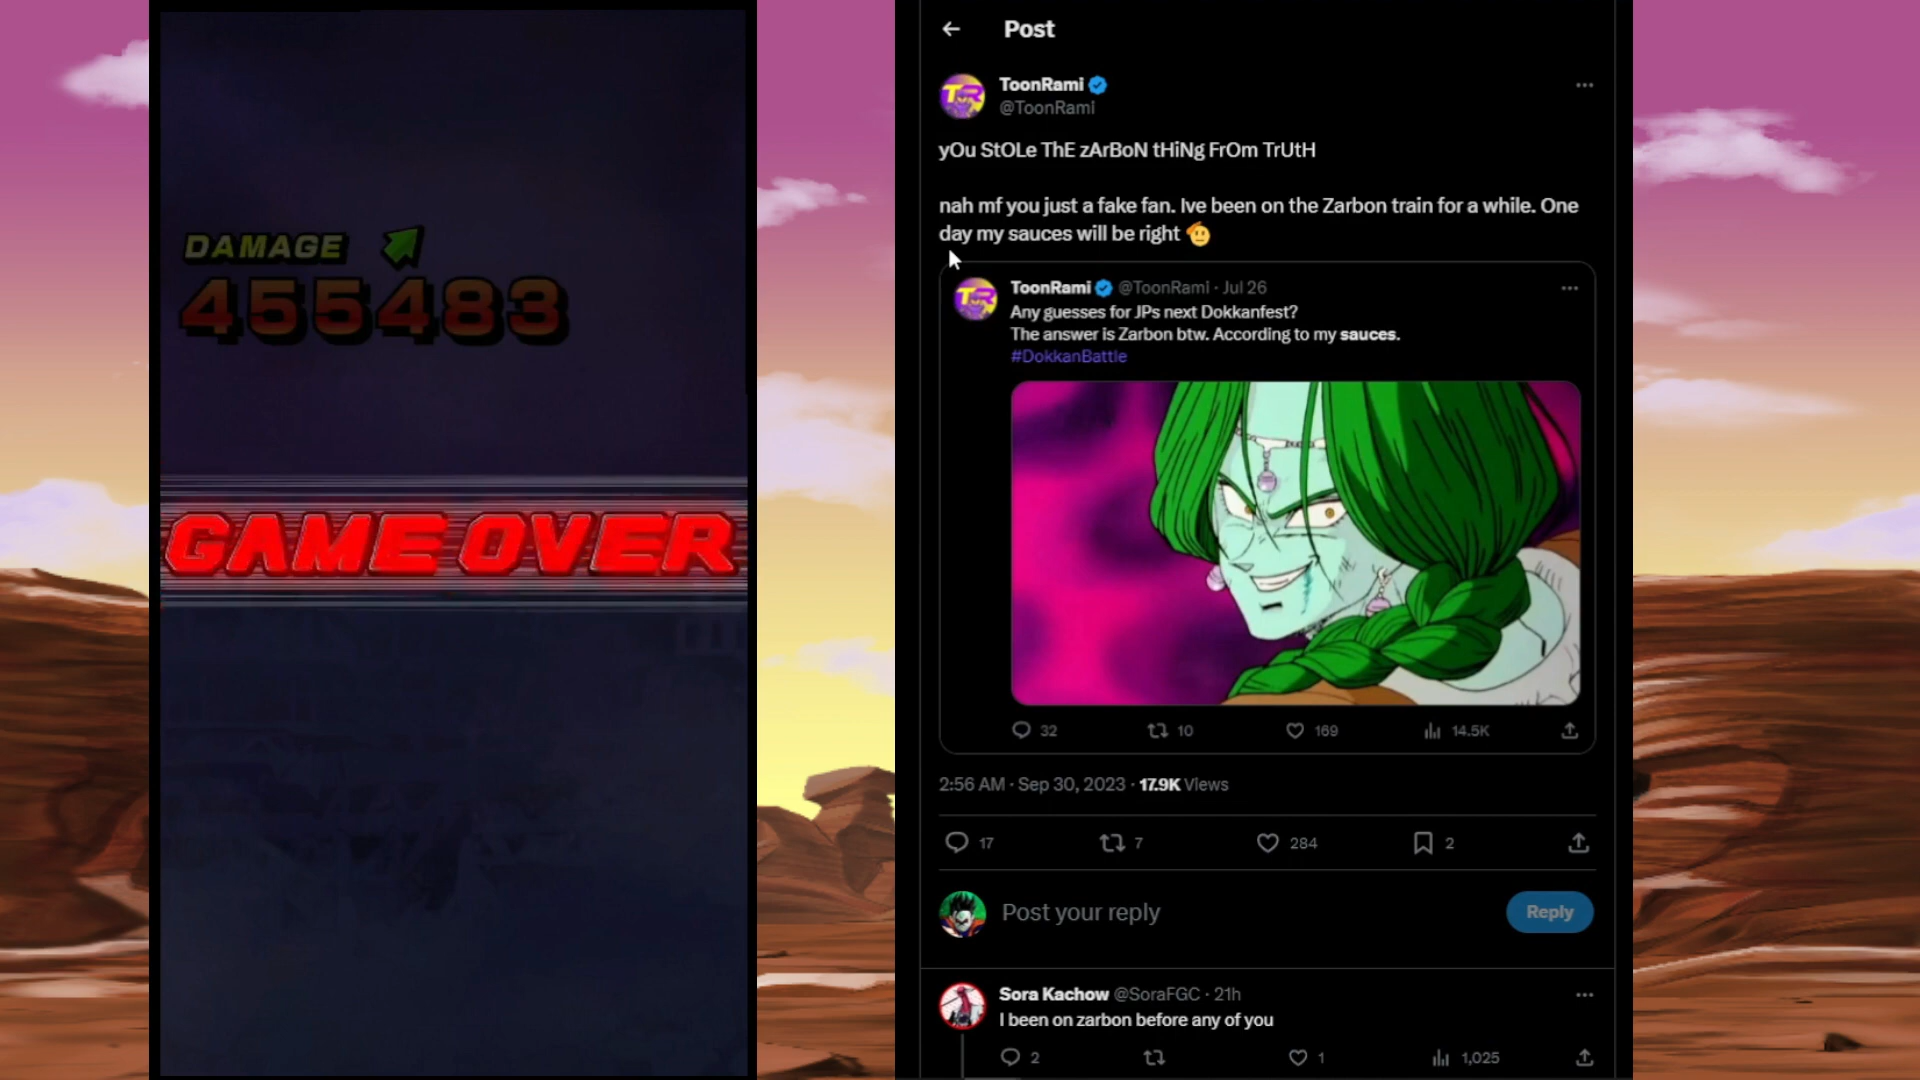 DAMAGE
455483
GAME OVER
Post
ToonRami
@ToonRami
yOu StOLe ThE zArBoN tHiNg FrOm TrUtH
nah mf you just a fake fan. Ive been on the Zarbon train for a while. One
day my sauces will be right
ToonRami @ToonRami · Jul 26
Any guesses for JPs next Dokkanfest?
The answer is Zarbon btw. According to my sauces.
#DokkanBattle
32 10 169 14.5K
2:56 AM · Sep 30, 2023 · 17.9K Views
17 7 284 2
Post your reply
Reply
Sora Kachow @SoraFGC · 21h
I been on zarbon before any of you
2 1 1,025